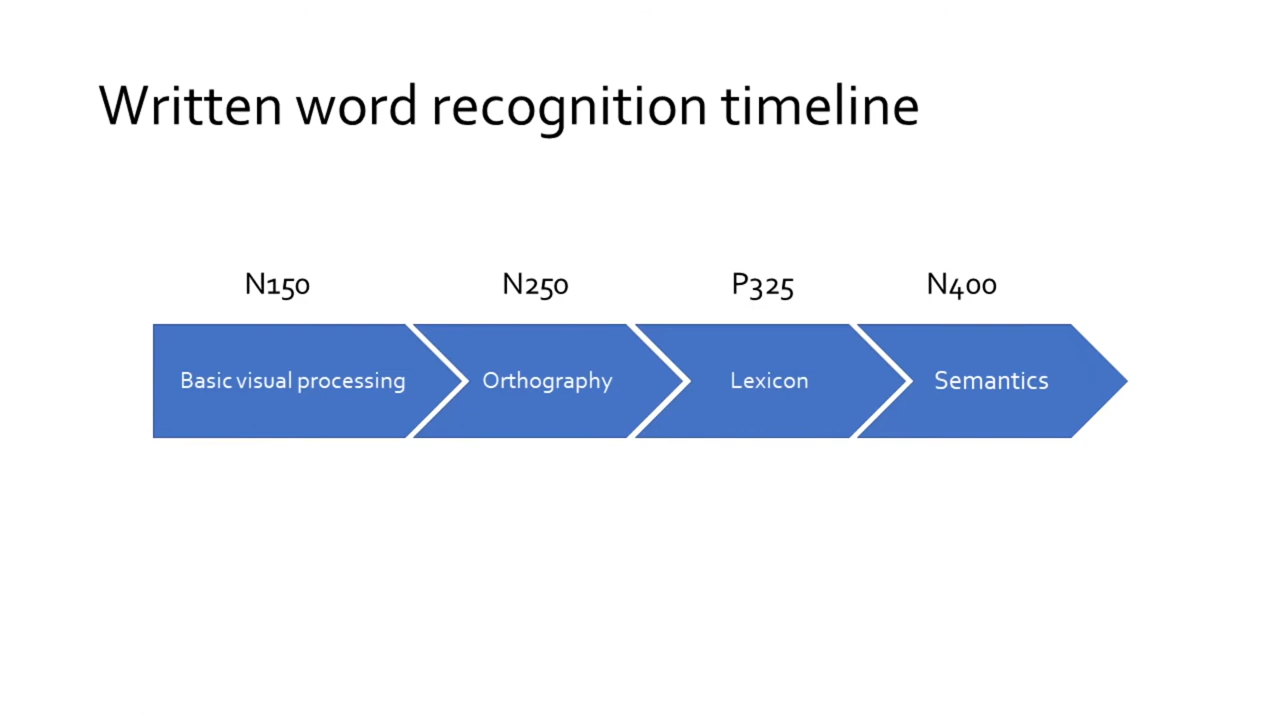 Written word recognition timeline
N150 N250 P325 N400
Basic visual processing Orthography Lexicon Semantics